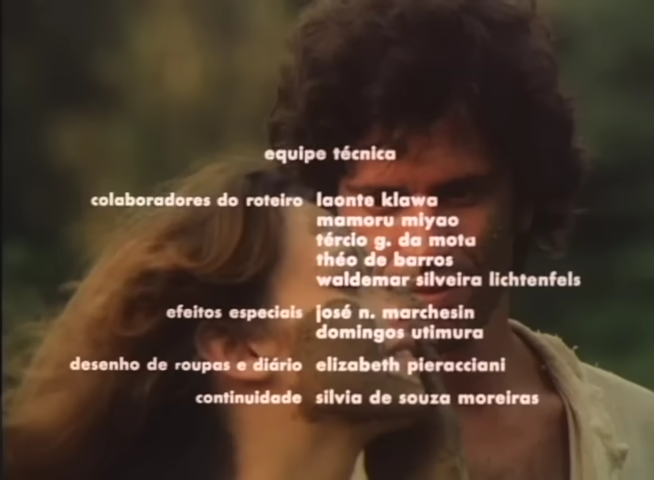 equipe técnica
colaboradores do roteiro laonte klawa
mamoru miyao
tércio g. da mota
théo de barros
waldemar silveira lichtenfels
efeitos especiais josé n. marchesin
domingos utimura
desenho de roupas e diário elizabeth pieracciani
continuidade silvia de souza moreiras